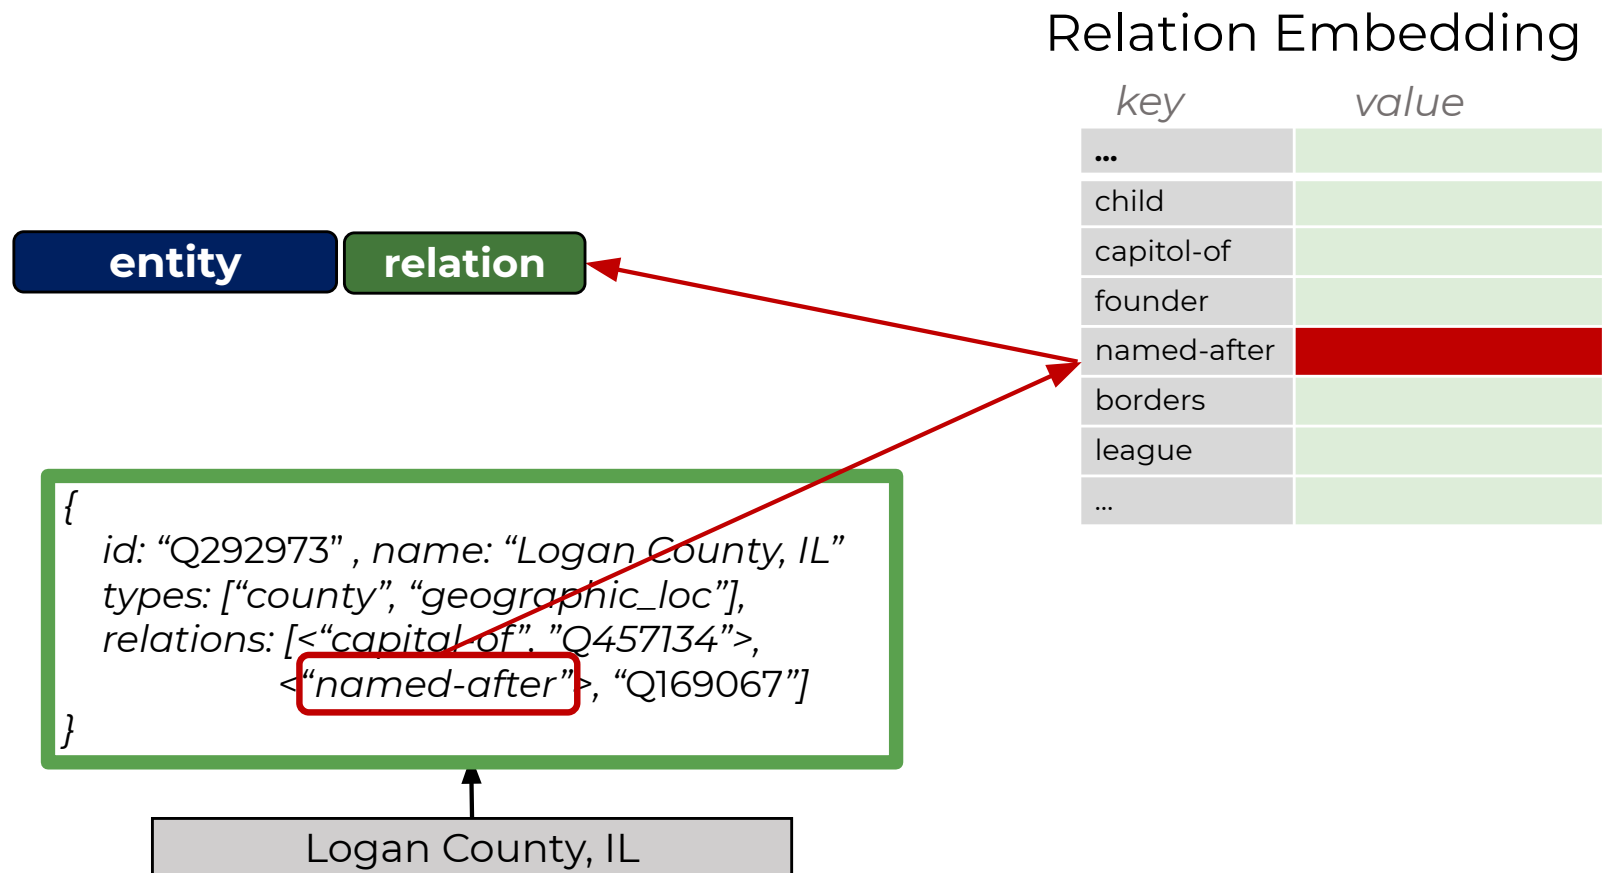 Relation Embedding
key value
...
child
capitol-of
founder
named-after
borders
league
...
entity relation
{
id: “Q292973” , name: “Logan County, IL”
types: [“county”, “geographic_loc”],
relations: [<“capital-of”, ”Q457134”>,
<“named-after”>, “Q169067”]
}
Logan County, IL